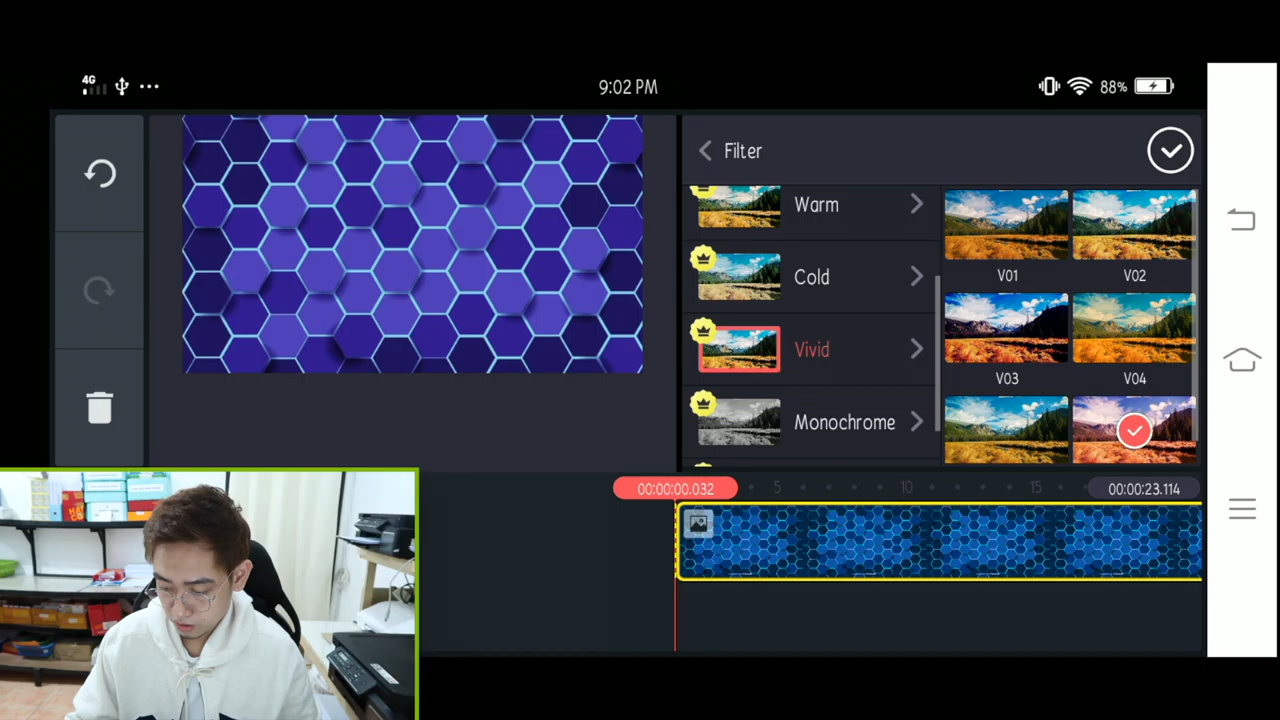 4G
9:02 PM
88%
Filter
Warm
Cold
Vivid
Monochrome
V01
V02
V03
V04
00:00:00.032
5
10
15
00:00:23.114